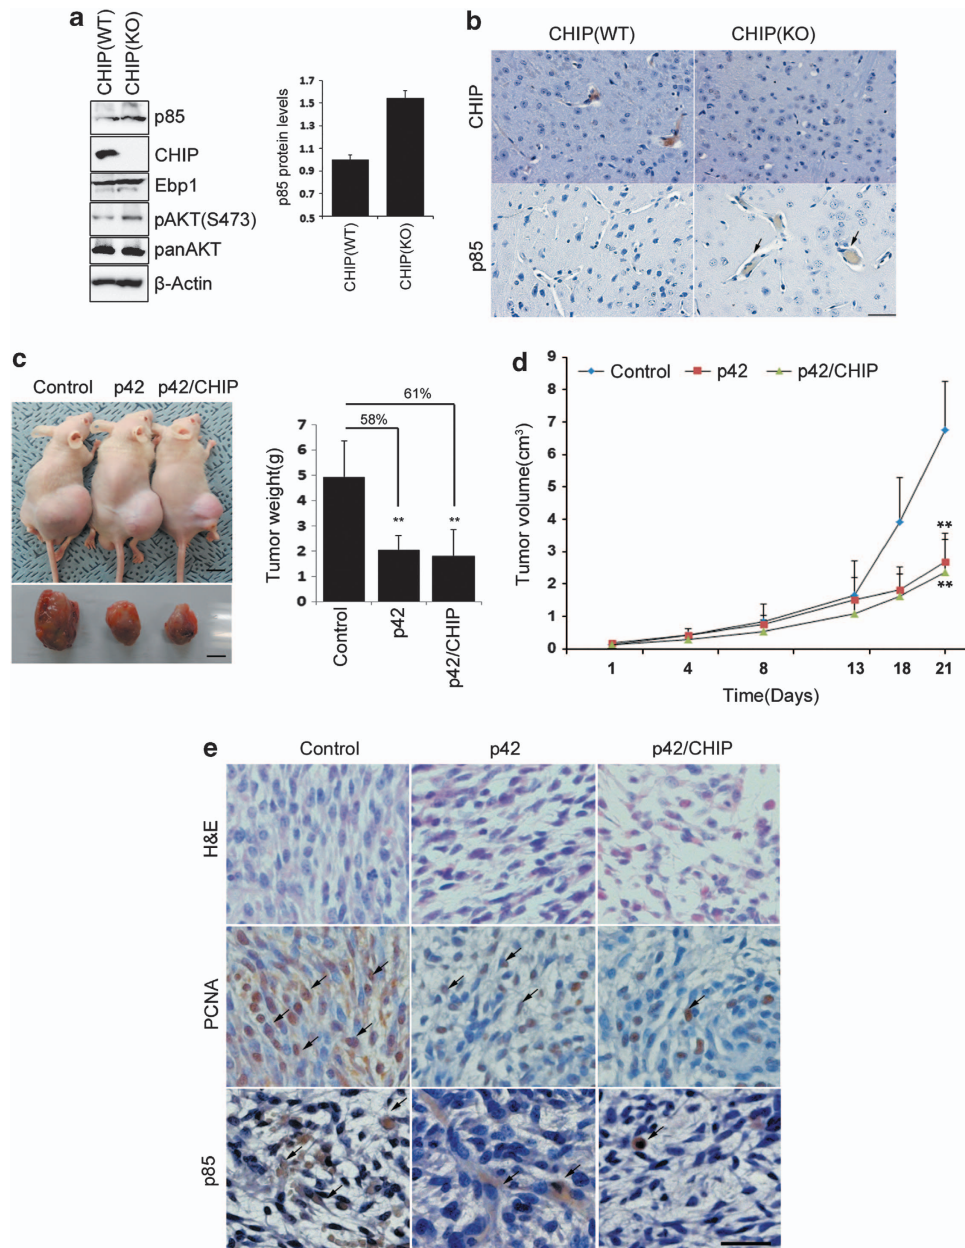 a
CHIP(WT)
CHIP(KO)
p85
CHIP
Ebp1
pAKT(S473)
panAKT
β-Actin
p85 protein levels
1.7
1.5
1.3
1.1
0.9
0.7
0.5
CHIP(WT)
CHIP(KO)
b
CHIP(WT) CHIP(KO)
CHIP
p85
c
Control p42 p42/CHIP
Tumor weight(g)
7
6
5
4
3
2
1
0
61%
58%
** **
Control
p42
p42/CHIP
d
Control p42 p42/CHIP
Tumor volume(cm³)
9
8
7
6
5
4
3
2
1
0
**
**
1 4 8 13 18 21
Time(Days)
e
Control p42 p42/CHIP
H&E
PCNA
p85